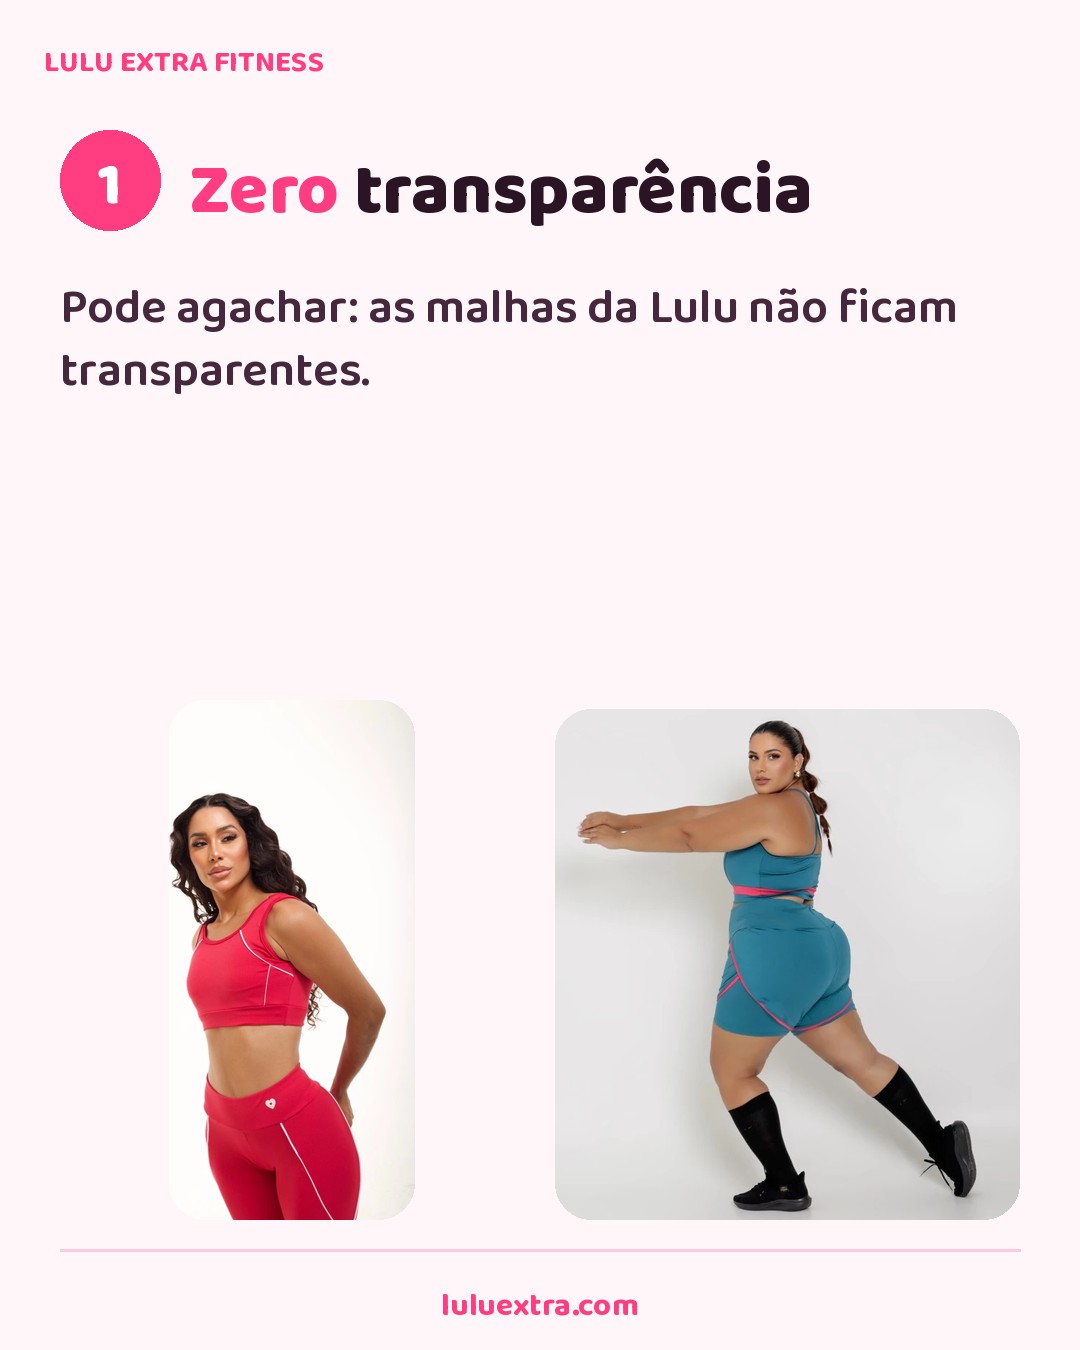 LULU EXTRA FITNESS
1
Zero transparência
Pode agachar: as malhas da Lulu não ficam
transparentes.
luluextra.com